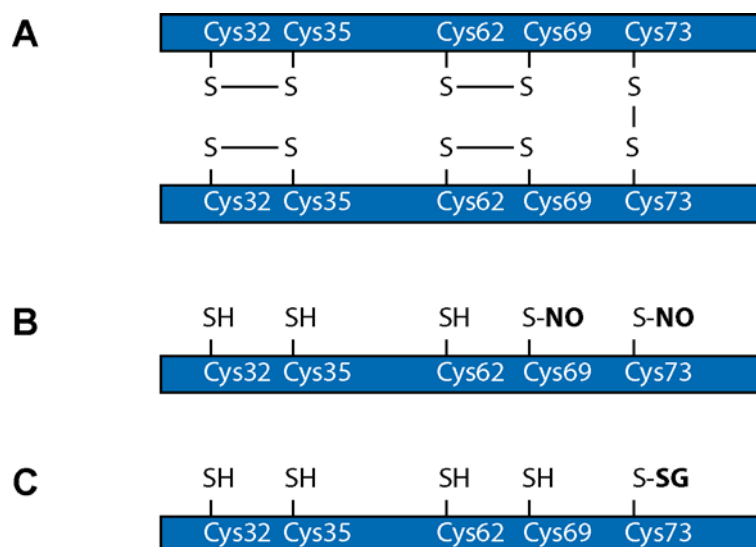 A
Cys32 Cys35 Cys62 Cys69 Cys73
S S S S S
S S S S S
Cys32 Cys35 Cys62 Cys69 Cys73
B
SH SH SH S-NO S-NO
Cys32 Cys35 Cys62 Cys69 Cys73
C
SH SH SH SH S-SG
Cys32 Cys35 Cys62 Cys69 Cys73